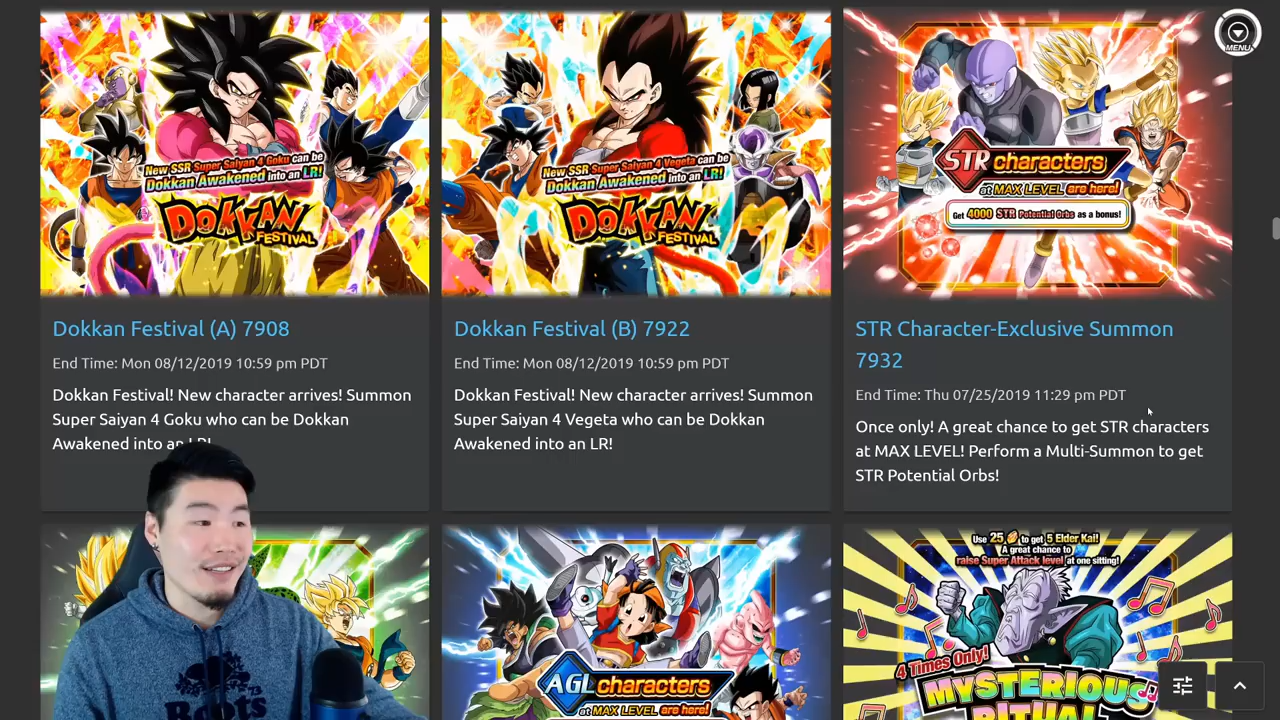 MENU
New SSR Super Saiyan 4 Goku can be
Dokkan Awakened into an LR!
DOKKAN
FESTIVAL
New SSR Super Saiyan 4 Vegeta can be
Dokkan Awakened into an LR!
DOKKAN
FESTIVAL
STR characters
at MAX LEVEL are here!
Get 4000 STR Potential Orbs as a bonus!
Dokkan Festival (A) 7908
End Time: Mon 08/12/2019 10:59 pm PDT
Dokkan Festival! New character arrives! Summon
Super Saiyan 4 Goku who can be Dokkan
Awakened into an LR!
Dokkan Festival (B) 7922
End Time: Mon 08/12/2019 10:59 pm PDT
Dokkan Festival! New character arrives! Summon
Super Saiyan 4 Vegeta who can be Dokkan
Awakened into an LR!
STR Character-Exclusive Summon
7932
End Time: Thu 07/25/2019 11:29 pm PDT
Once only! A great chance to get STR characters
at MAX LEVEL! Perform a Multi-Summon to get
STR Potential Orbs!
AGL characters
at MAX LEVEL are here!
Use 25 to get 5 Elder Kai!
A great chance to
raise Super Attack level at one sitting!
4 Times Only!
MYSTERIOUS
RITUAL